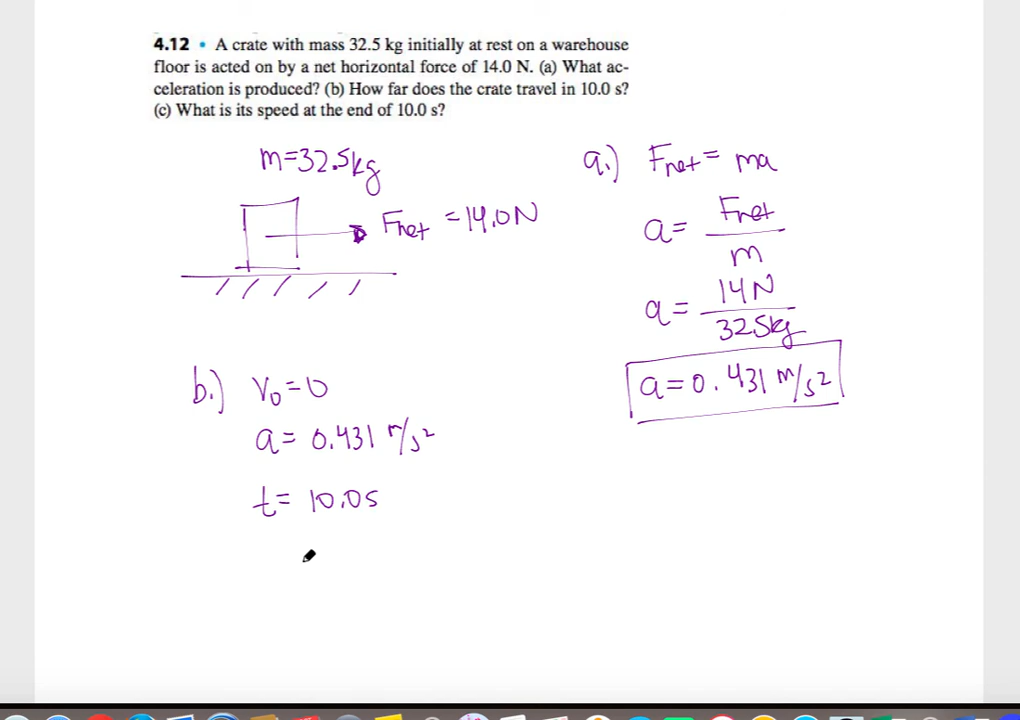 4.12 • A crate with mass 32.5 kg initially at rest on a warehouse
floor is acted on by a net horizontal force of 14.0 N. (a) What ac-
celeration is produced? (b) How far does the crate travel in 10.0 s?
(c) What is its speed at the end of 10.0 s?
m=32.5kg
Fnet =14.0N
a.) Fnet = ma
a= Fnet
m
a= 14N
32.5kg
a=0.431 m/s²
b.) V₀=0
a= 0.431 m/s²
t= 10.0s